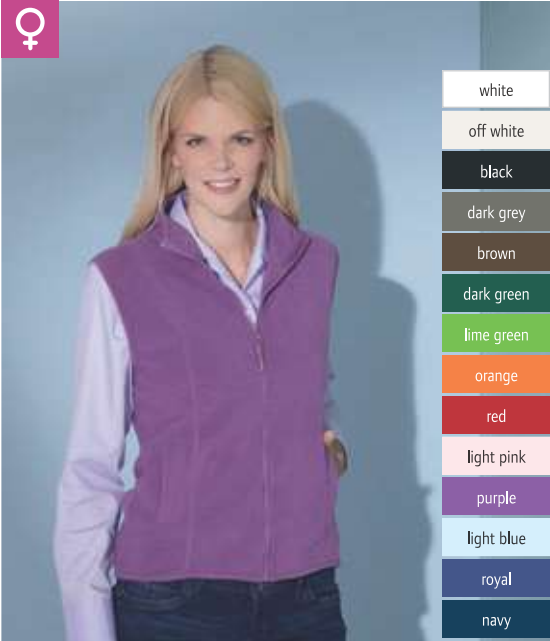 white
off white
black
dark grey
brown
dark green
lime green
orange
red
light pink
purple
light blue
royal
navy